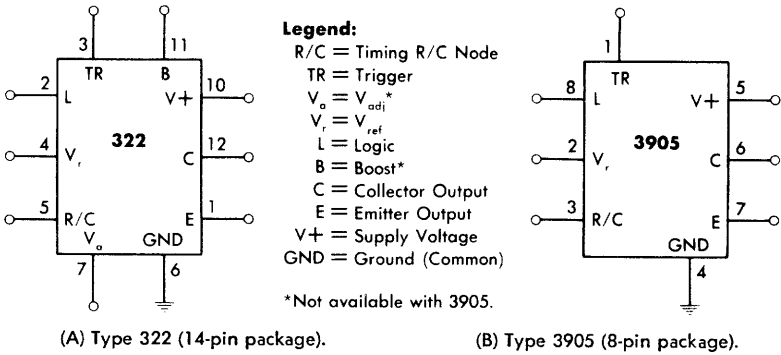 3
11
TR
B
2
L
V+
10
322
4
Vr
C
12
5
R/C
E
1
Va
GND
7
6
(A) Type 322 (14-pin package).
Legend:
R/C = Timing R/C Node
TR = Trigger
Va = Vadj*
Vr = Vref
L = Logic
B = Boost*
C = Collector Output
E = Emitter Output
V+ = Supply Voltage
GND = Ground (Common)
*Not available with 3905.
1
TR
8
L
V+
5
3905
2
Vr
C
6
3
R/C
E
7
GND
4
(B) Type 3905 (8-pin package).